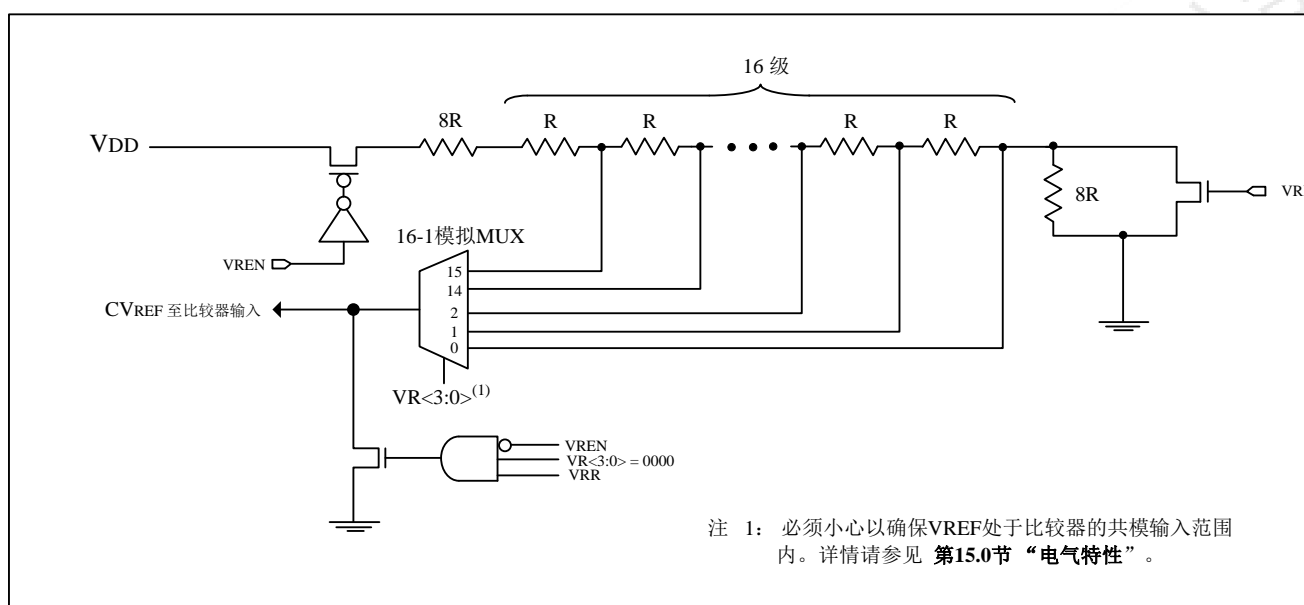 16 级
8R
R
R
R
R
VDD
8R
VREN
16-1模拟MUX
15
14
2
1
0
CVREF 至比较器输入
VR<3:0>(1)
VREN
VR<3:0> = 0000
VRR
注 1： 必须小心以确保VREF处于比较器的共模输入范围
内。详情请参见 第15.0节 “电气特性”。